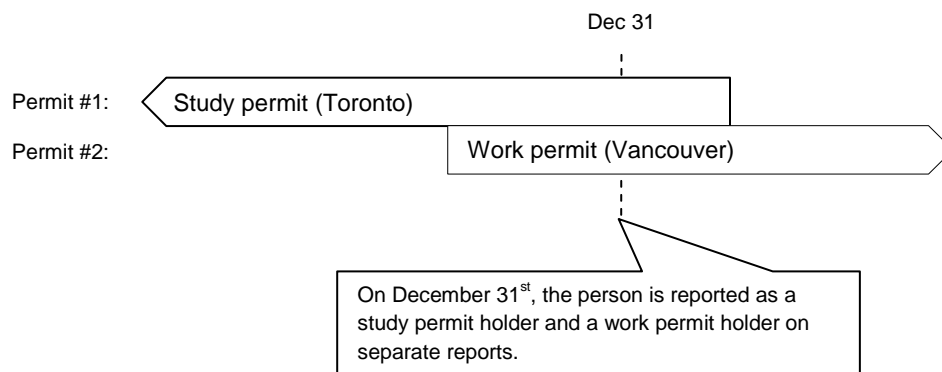 Dec 31
Permit #1:
Study permit (Toronto)
Permit #2:
Work permit (Vancouver)
On December 31st, the person is reported as a
study permit holder and a work permit holder on
separate reports.